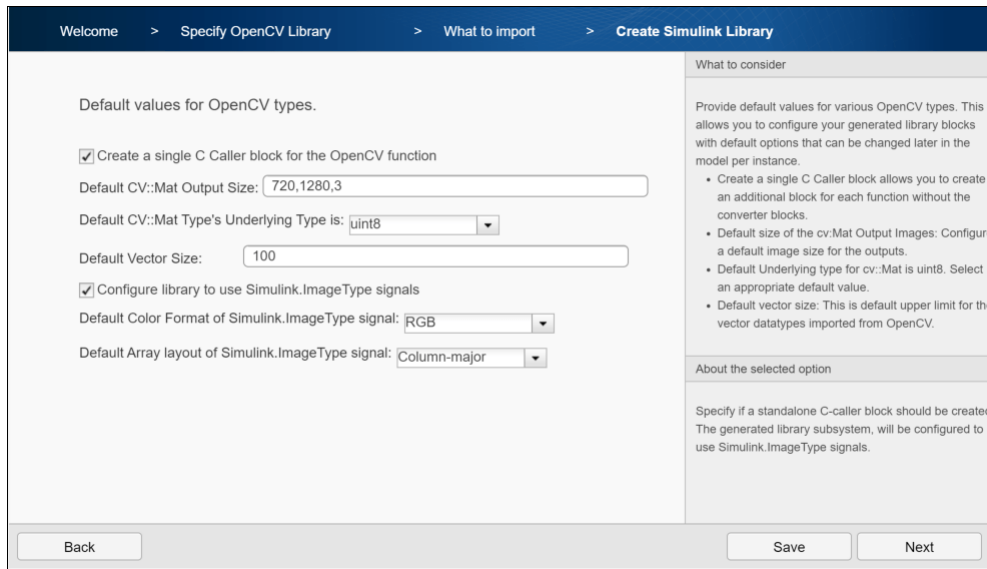 Welcome > Specify OpenCV Library > What to import > Create Simulink Library
Default values for OpenCV types.
Create a single C Caller block for the OpenCV function
Default CV::Mat Output Size: 720,1280,3
Default CV::Mat Type's Underlying Type is: uint8
Default Vector Size: 100
Configure library to use Simulink.ImageType signals
Default Color Format of Simulink.ImageType signal: RGB
Default Array layout of Simulink.ImageType signal: Column-major
What to consider
Provide default values for various OpenCV types. This
allows you to configure your generated library blocks
with default options that can be changed later in the
model per instance.
• Create a single C Caller block allows you to create
an additional block for each function without the
converter blocks.
• Default size of the cv:Mat Output Images: Configur
a default image size for the outputs.
• Default Underlying type for cv::Mat is uint8. Select
an appropriate default value.
• Default vector size: This is default upper limit for th
vector datatypes imported from OpenCV.
About the selected option
Specify if a standalone C-caller block should be create
The generated library subsystem, will be configured to
use Simulink.ImageType signals.
Back Save Next